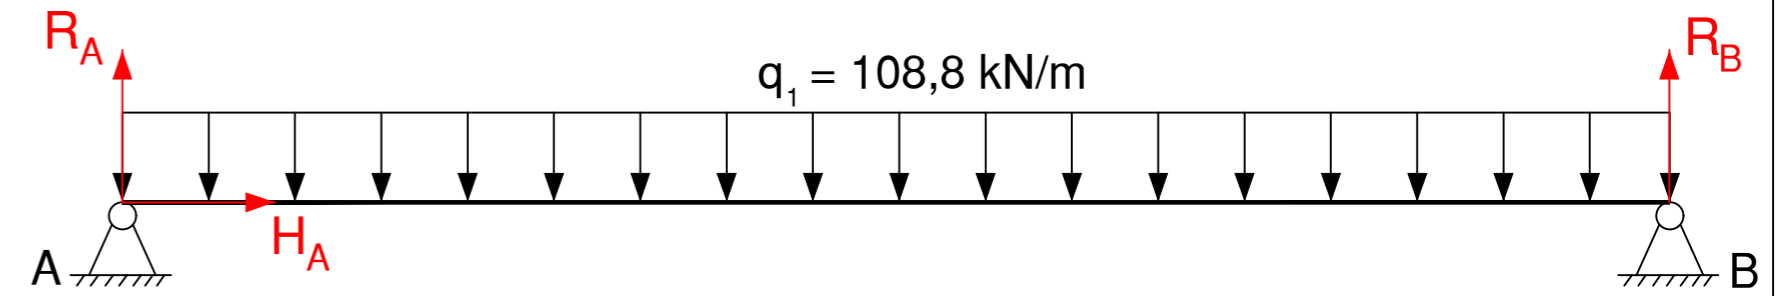 R_A
q_1 = 108,8 kN/m
R_B
H_A
A
B